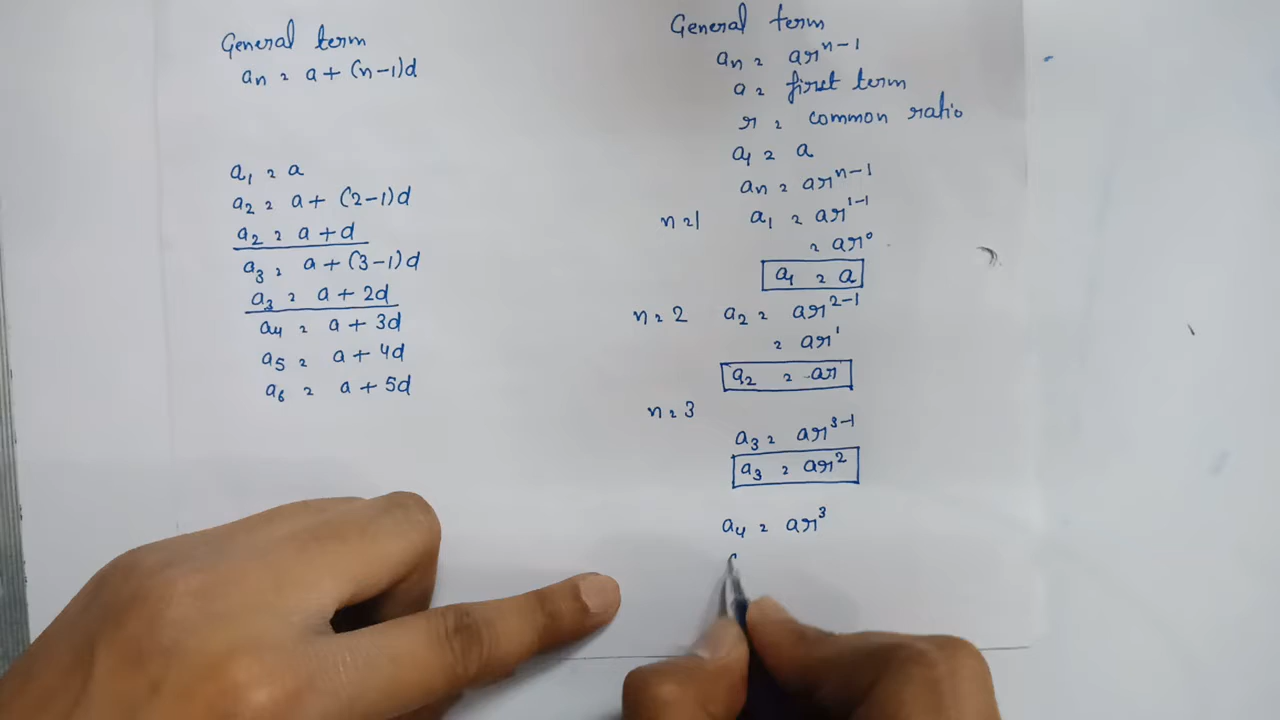 General term
an = a + (n-1)d
a1 = a
a2 = a + (2-1)d
a2 = a + d
a3 = a + (3-1)d
a3 = a + 2d
a4 = a + 3d
a5 = a + 4d
a6 = a + 5d
General term
an = ar^n-1
a = first term
r = common ratio
a1 = a
an = ar^n-1
n = 1 a1 = ar^1-1
= ar^0
a1 = a
n = 2 a2 = ar^2-1
= ar^1
a2 = ar
n = 3
a3 = ar^3-1
a3 = ar^2
a4 = ar^3